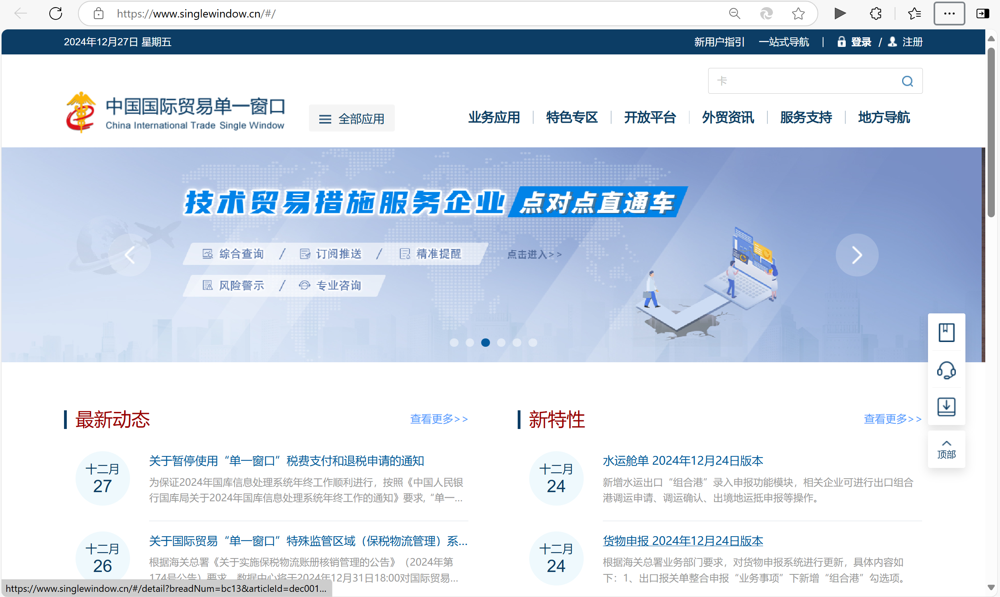 https://www.singlewindow.cn/#/
2024年12月27日 星期五
新用户指引 一站式导航 | 登录 / 注册
卡
中国国际贸易单一窗口
China International Trade Single Window
全部应用
业务应用 特色专区 开放平台 外贸资讯 服务支持 地方导航
技术贸易措施服务企业 点对点直通车
综合查询 / 订阅推送 / 精准提醒 点击进入>>
风险警示 / 专业咨询
顶部
最新动态 查看更多>>
十二月
27
关于暂停使用“单一窗口”税费支付和退税申请的通知
为保证2024年国库信息处理系统年终工作顺利进行，按照《中国人民银
行国库局关于2024年国库信息处理系统年终工作的通知》要求, “单一...
十二月
26
关于国际贸易“单一窗口”特殊监管区域（保税物流管理）系...
根据海关总署《关于实施保税物流账册核销管理的公告》（2024年第
174号公告）要求，数据中心将于2024年12月31日18:00对国际贸易...
新特性 查看更多>>
十二月
24
水运舱单 2024年12月24日版本
新增水运出口“组合港”录入申报功能模块，相关企业可进行出口组合
港调运申请、调运确认、出境地运抵申报等操作。
十二月
24
货物申报 2024年12月24日版本
根据海关总署业务部门要求，对货物申报系统进行更新，具体内容如
下：1、出口报关单整合申报“业务事项”下新增“组合港”勾选项。
https://www.singlewindow.cn/#/detail?breadNum=bc13&articleId=dec001...